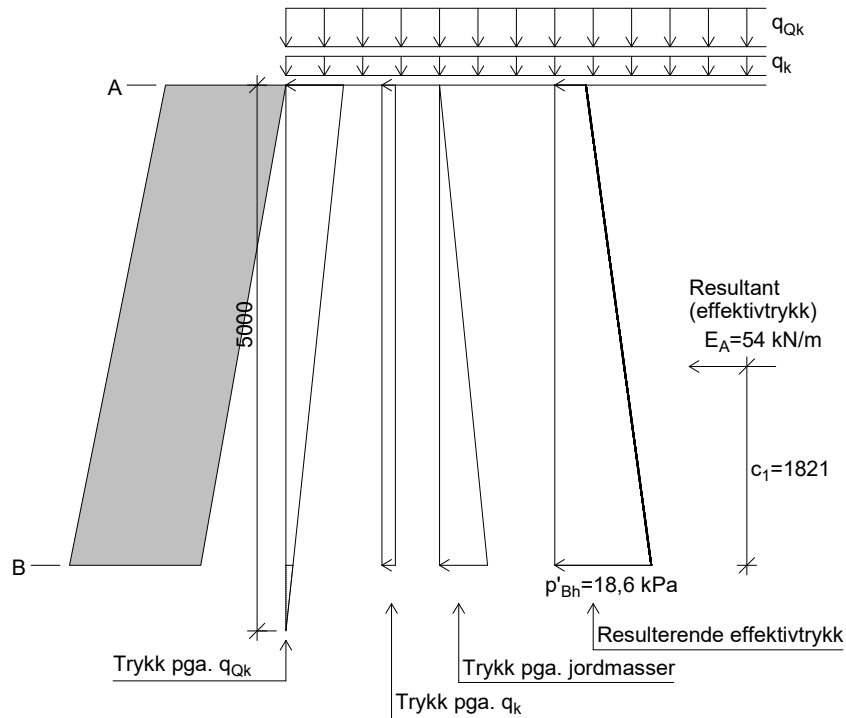 q_Qk
q_k
A
5000
Resultant
(effektivtrykk)
E_A=54 kN/m
c_1=1821
B
p'_Bh=18,6 kPa
Resulterende effektivtrykk
Trykk pga. q_Qk
Trykk pga. jordmasser
Trykk pga. q_k